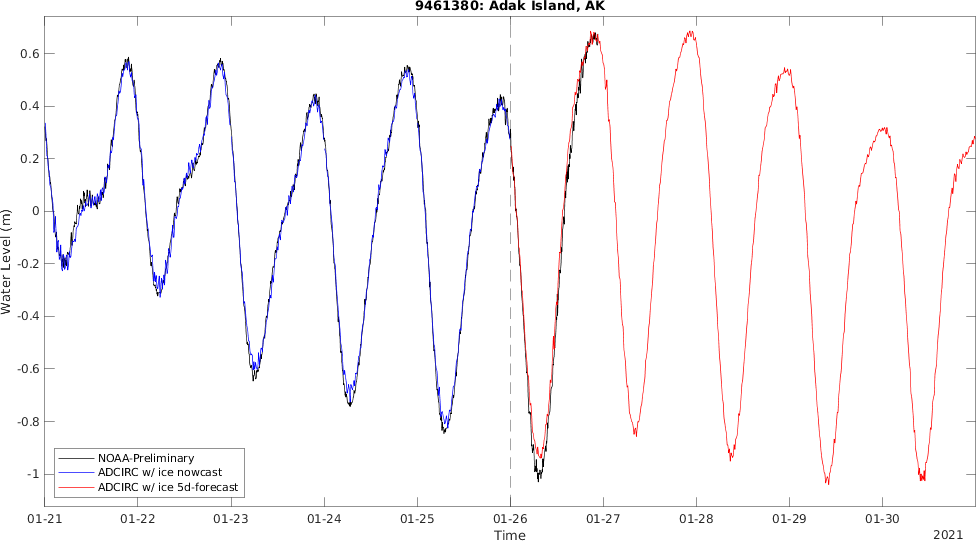 9461380: Adak Island, AK
Water Level (m)
0.6
0.4
0.2
0
-0.2
-0.4
-0.6
-0.8
-1
NOAA-Preliminary
ADCIRC w/ ice nowcast
ADCIRC w/ ice 5d-forecast
01-21 01-22 01-23 01-24 01-25 01-26 01-27 01-28 01-29 01-30
Time
2021